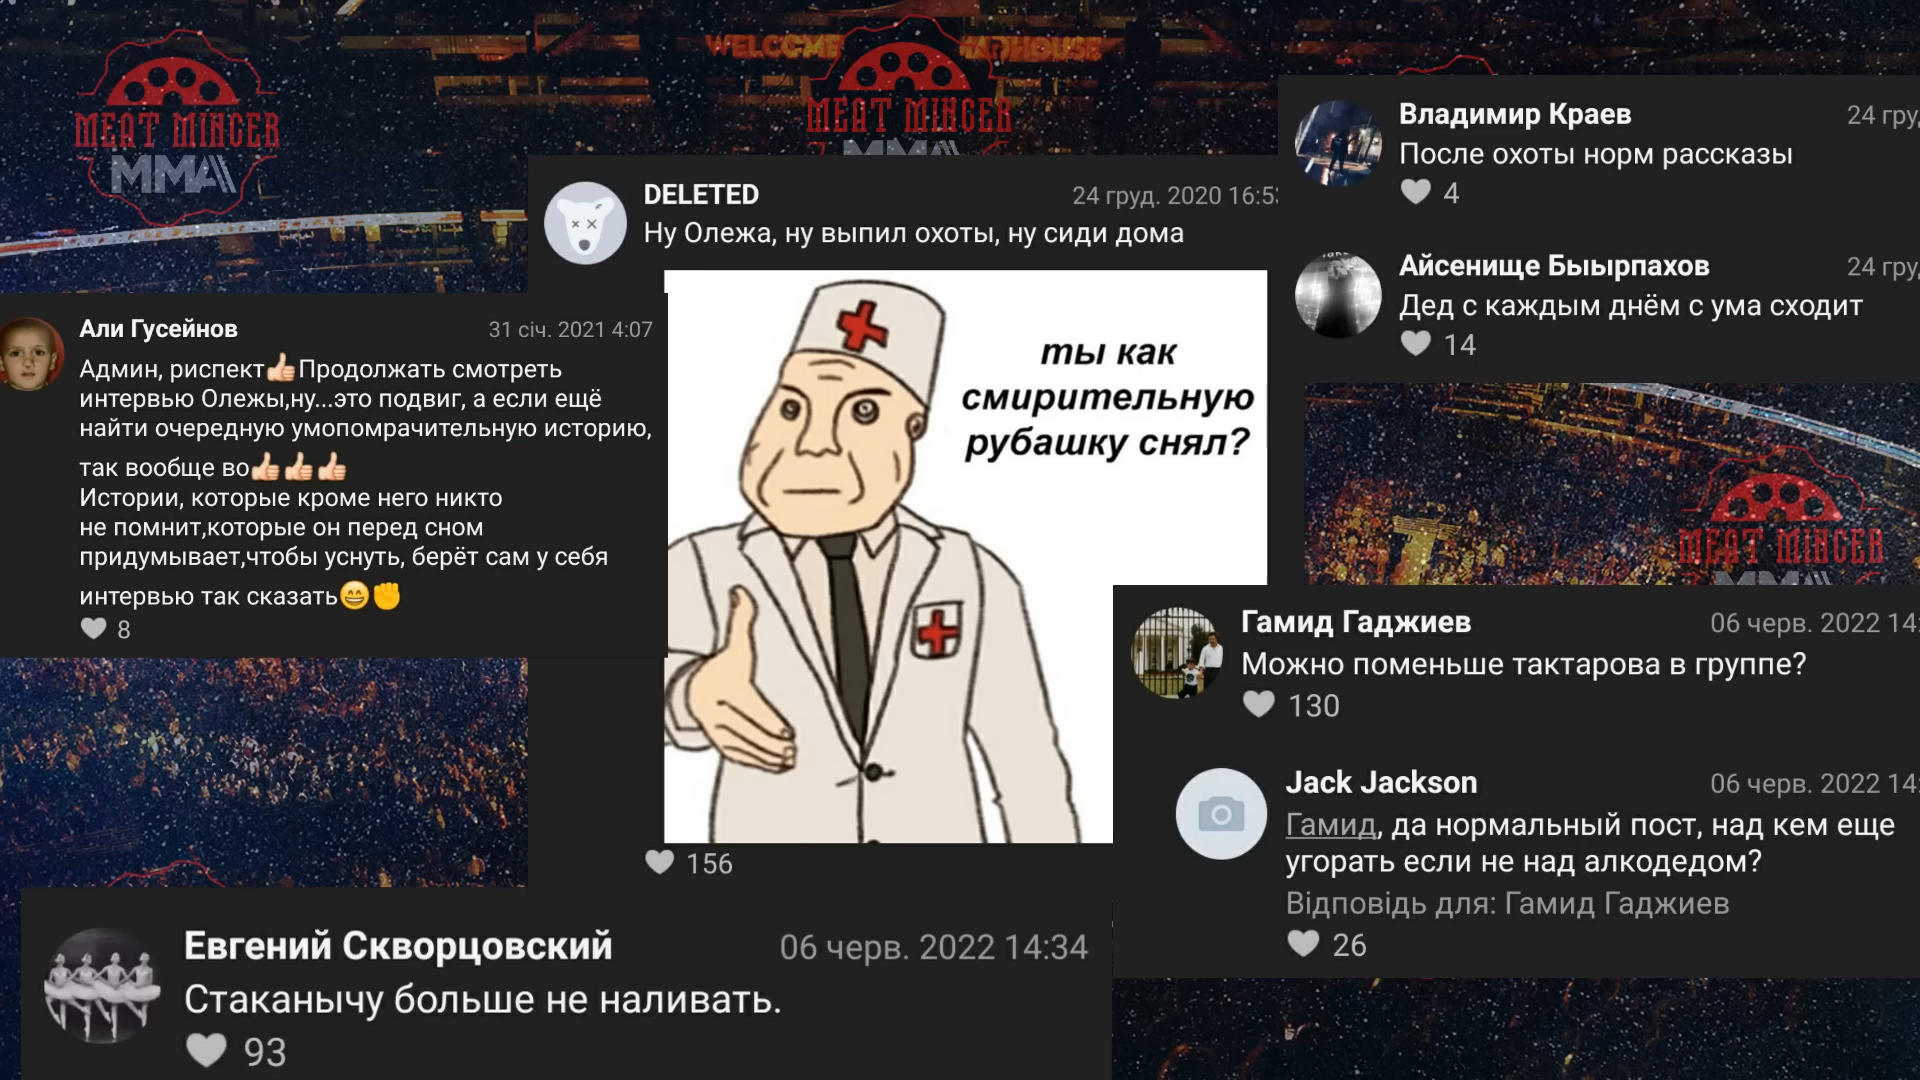 WELCOME
MADHOUSE
MEAT MINCER
MMA
MEAT MINCER
MMA
Владимир Краев
24 гру
После охоты норм рассказы
4
Айсенище Быырпахов
24 гру
Дед с каждым днём с ума сходит
14
DELETED
24 груд. 2020 16:53
Ну Олежа, ну выпил охоты, ну сиди дома
ты как
смирительную
рубашку снял?
156
Али Гусейнов
31 січ. 2021 4:07
Админ, риспект👍Продолжать смотреть
интервью Олежы,ну...это подвиг, а если ещё
найти очередную умопомрачительную историю,
так вообще во👍👍👍
Истории, которые кроме него никто
не помнит,которые он перед сном
придумывает,чтобы уснуть, берёт сам у себя
интервью так сказать😄✊
8
MEAT MINCER
MMA
Гамид Гаджиев
06 черв. 2022 14:
Можно поменьше тактарова в группе?
130
Jack Jackson
06 черв. 2022 14:
Гамид, да нормальный пост, над кем еще
угорать если не над алкодедом?
Відповідь для: Гамид Гаджиев
26
Евгений Скворцовский
06 черв. 2022 14:34
Стаканычу больше не наливать.
93